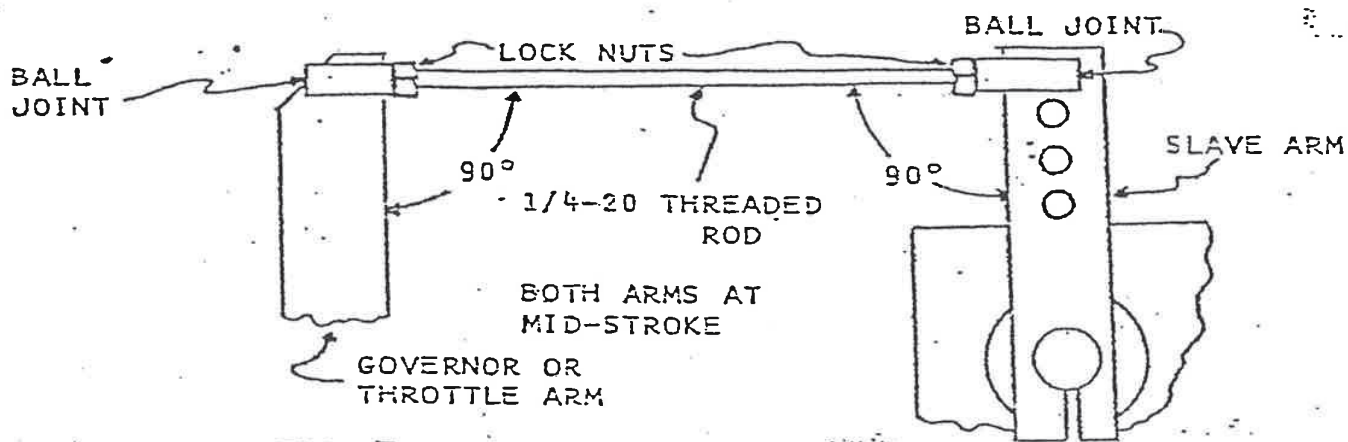 BALL JOINT
LOCK NUTS
BALL
JOINT
SLAVE ARM
90°
90°
1/4-20 THREADED
ROD
BOTH ARMS AT
MID-STROKE
GOVERNOR OR
THROTTLE ARM